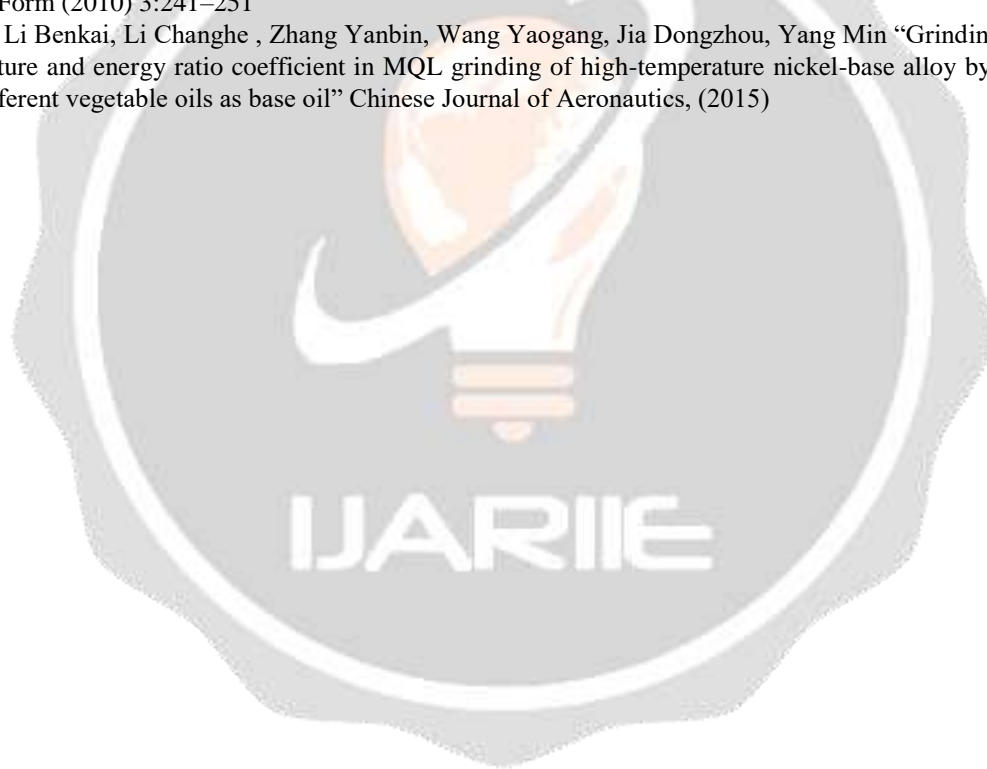 Form (2010) 3:241–251
Li Benkai, Li Changhe , Zhang Yanbin, Wang Yaogang, Jia Dongzhou, Yang Min “Grindin
ture and energy ratio coefficient in MQL grinding of high-temperature nickel-base alloy by
ferent vegetable oils as base oil” Chinese Journal of Aeronautics, (2015)
IJARIIE